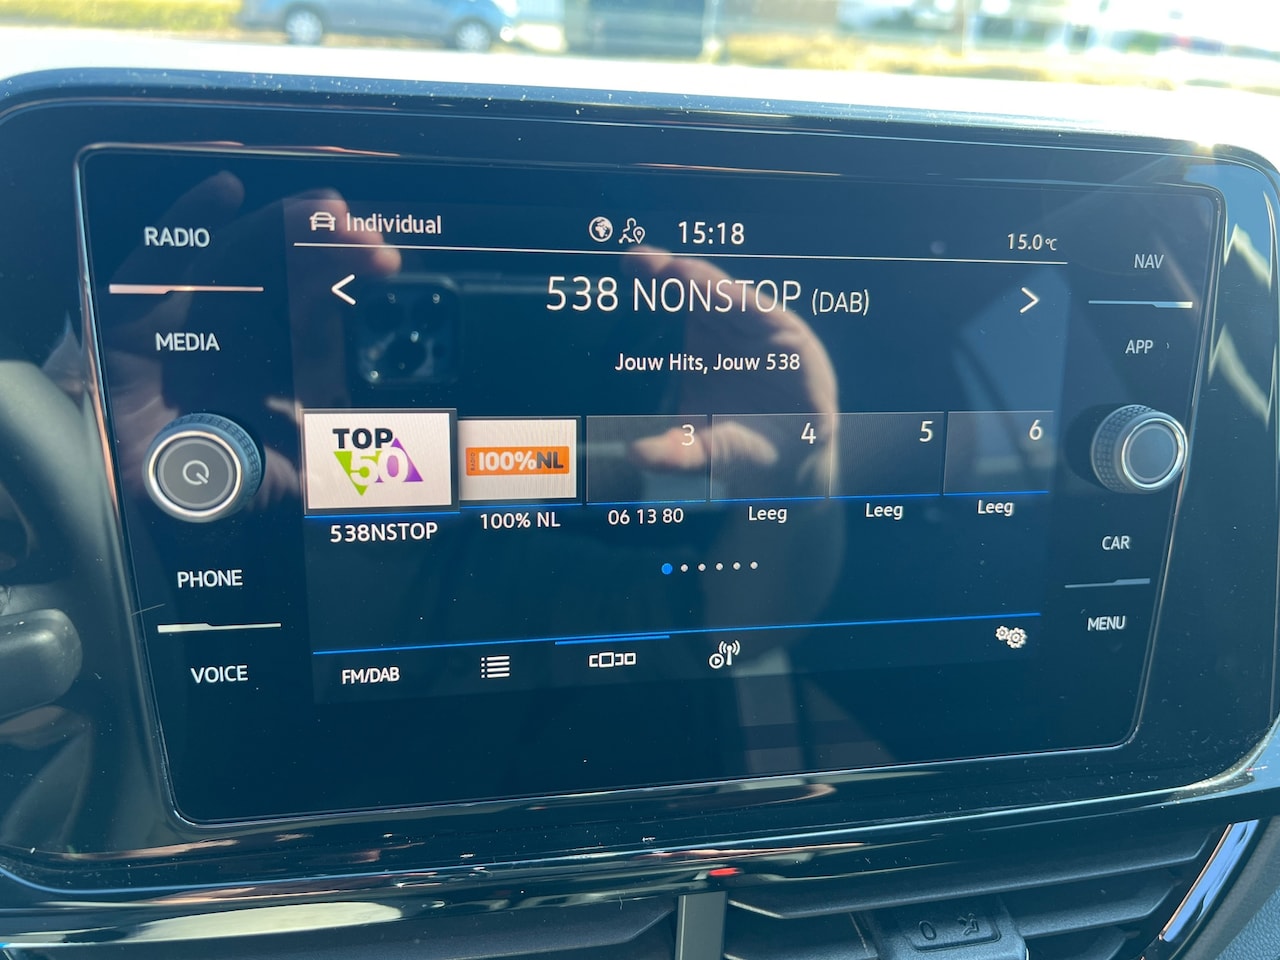 RADIO
MEDIA
PHONE
VOICE
Individual
15:18
15.0°C
538 NONSTOP (DAB)
Jouw Hits, Jouw 538
TOP 50
RADIO 100%NL
3
4
5
6
538NSTOP
100% NL
06 13 80
Leeg
Leeg
Leeg
FM/DAB
NAV
APP
CAR
MENU
0